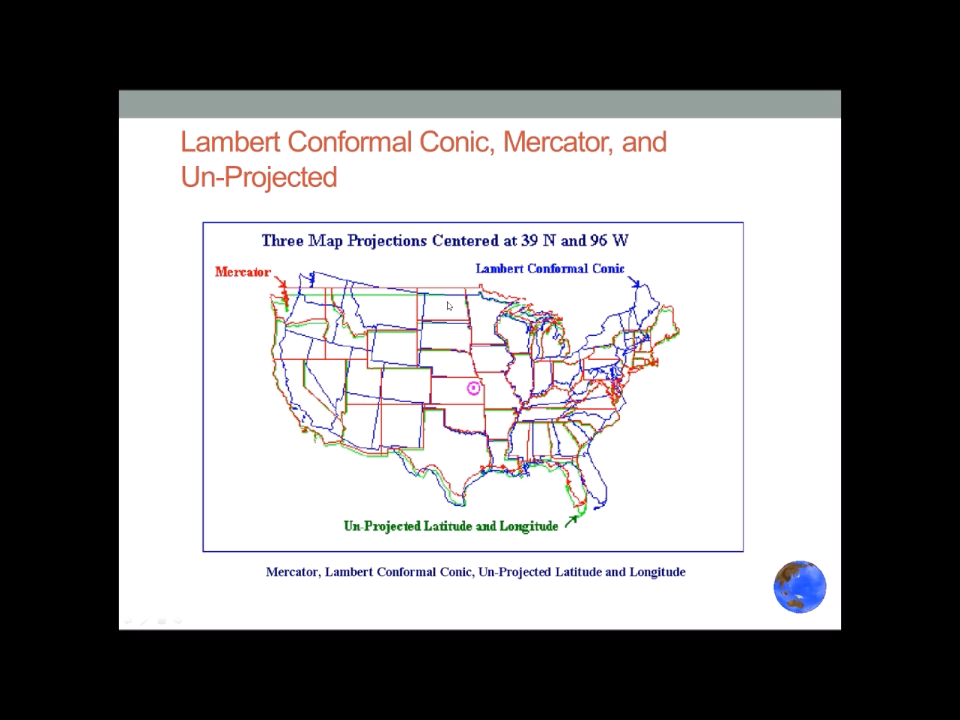 Lambert Conformal Conic, Mercator, and
Un-Projected
Three Map Projections Centered at 39 N and 96 W
Mercator
Lambert Conformal Conic
Un-Projected Latitude and Longitude
Mercator, Lambert Conformal Conic, Un-Projected Latitude and Longitude